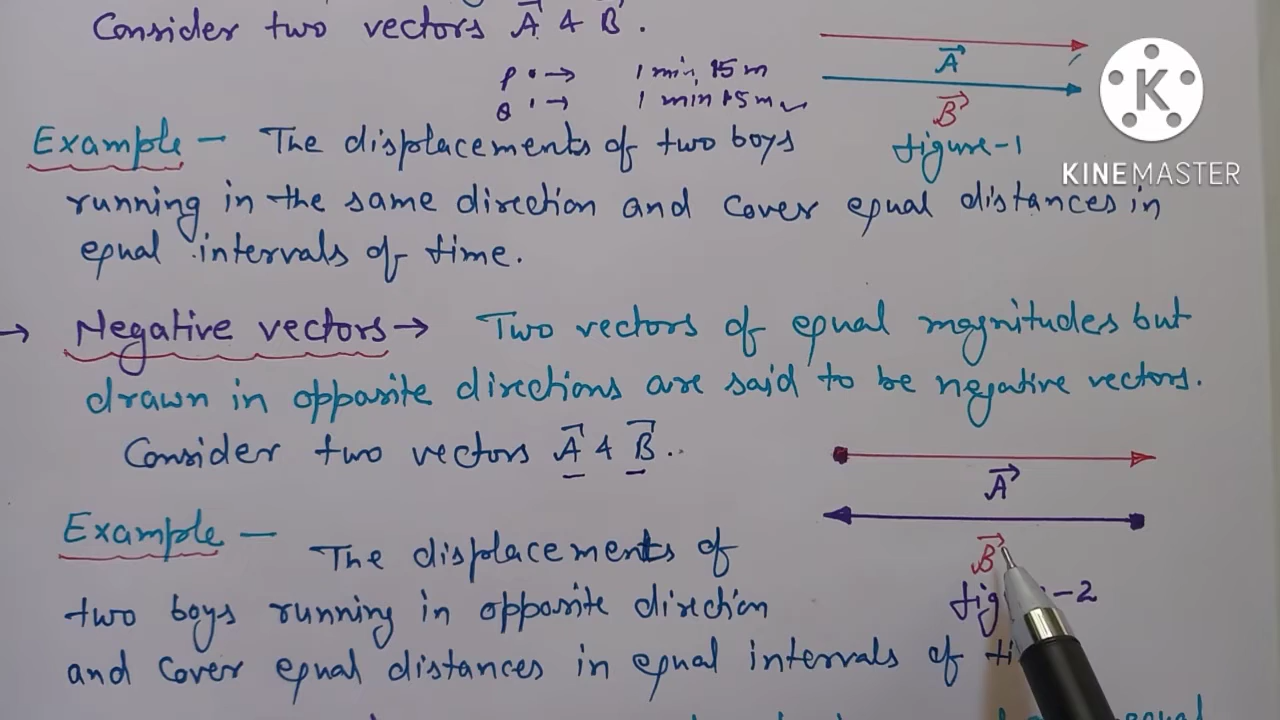 Consider two vectors A⃗ & B⃗.
A⃗
P → 1 min 15 m
Q → 1 min 15 m
B⃗
figure-1
K
KINEMASTER
Example - The displacements of two boys
running in the same direction and cover equal distances in
equal intervals of time.
→ Negative vectors → Two vectors of equal magnitudes but
drawn in opposite directions are said to be negative vectors.
Consider two vectors A⃗ & B⃗..
A⃗
B⃗
-2
Example - The displacements of
two boys running in opposite direction
and cover equal distances in equal intervals of
equal